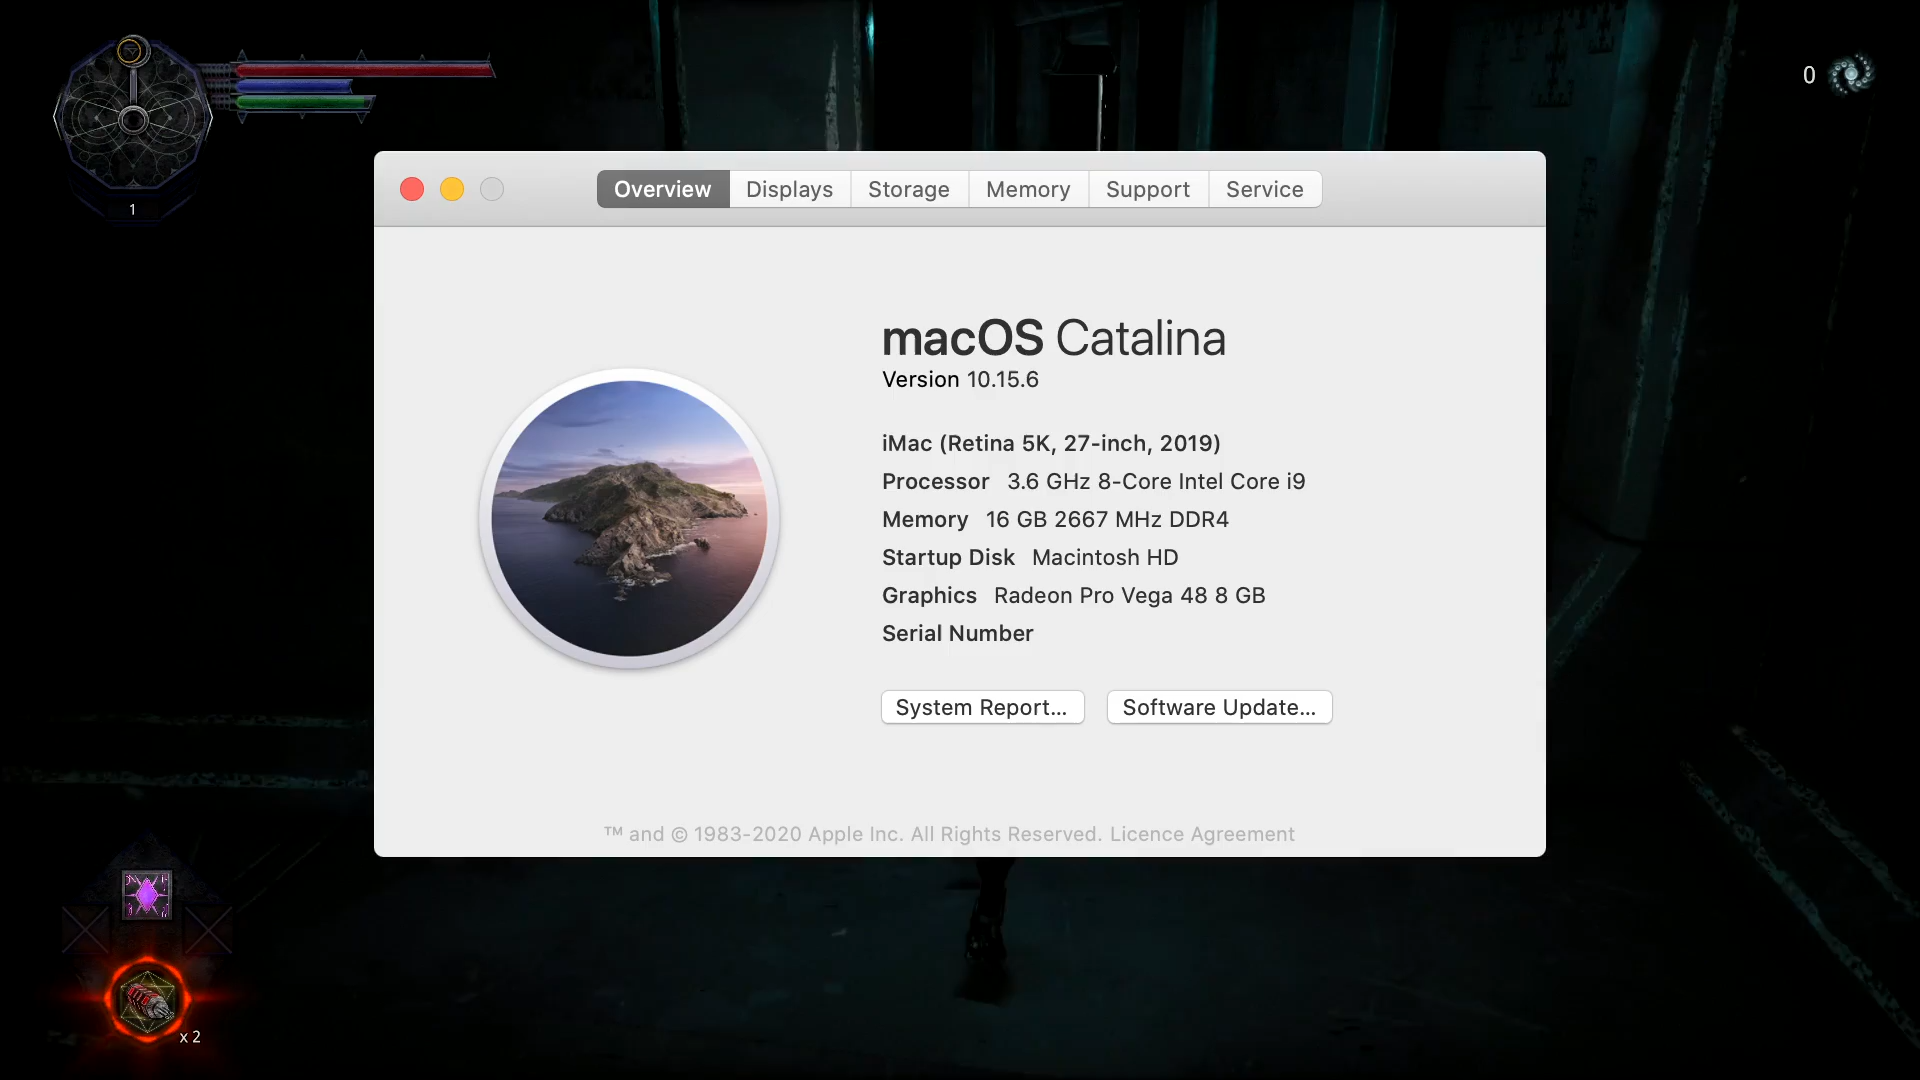 0
1
Overview Displays Storage Memory Support Service
macOS Catalina
Version 10.15.6
iMac (Retina 5K, 27-inch, 2019)
Processor 3.6 GHz 8-Core Intel Core i9
Memory 16 GB 2667 MHz DDR4
Startup Disk Macintosh HD
Graphics Radeon Pro Vega 48 8 GB
Serial Number
System Report... Software Update...
™ and © 1983-2020 Apple Inc. All Rights Reserved. Licence Agreement
x 2